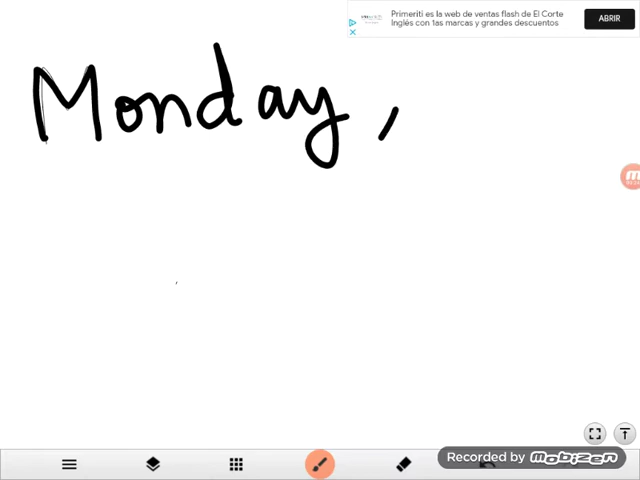 Primeriti es la web de ventas flash de El Corte
Inglés con 1as marcas y grandes descuentos
ABRIR
Monday,
Recorded by
mobizen